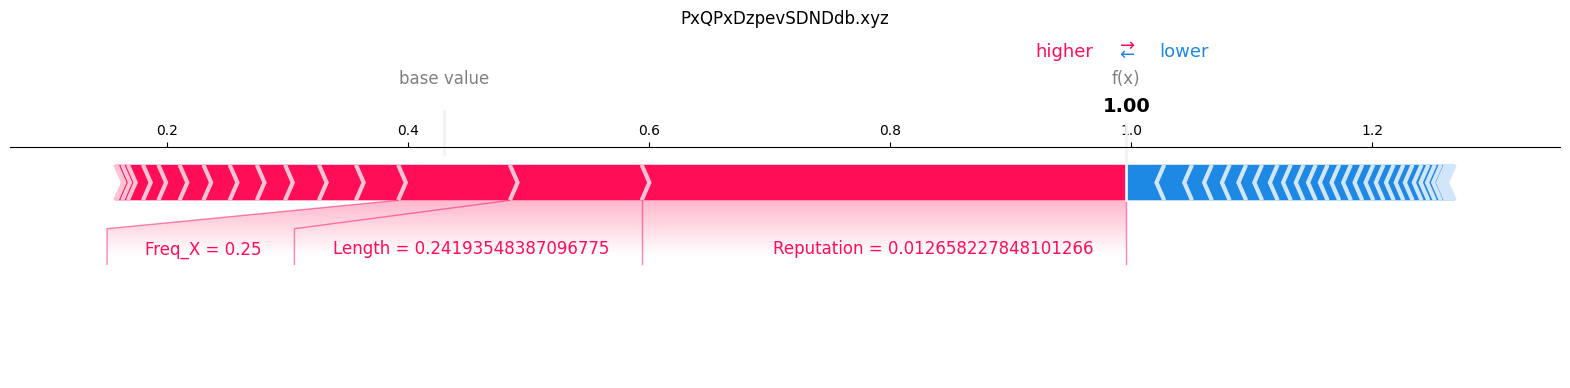 PxQPxDzpevSDNDdb.xyz
higher ⇄ lower
base value f(x)
1.00
0.2 0.4 0.6 0.8 1.0 1.2
Freq_X = 0.25 Length = 0.24193548387096775 Reputation = 0.012658227848101266